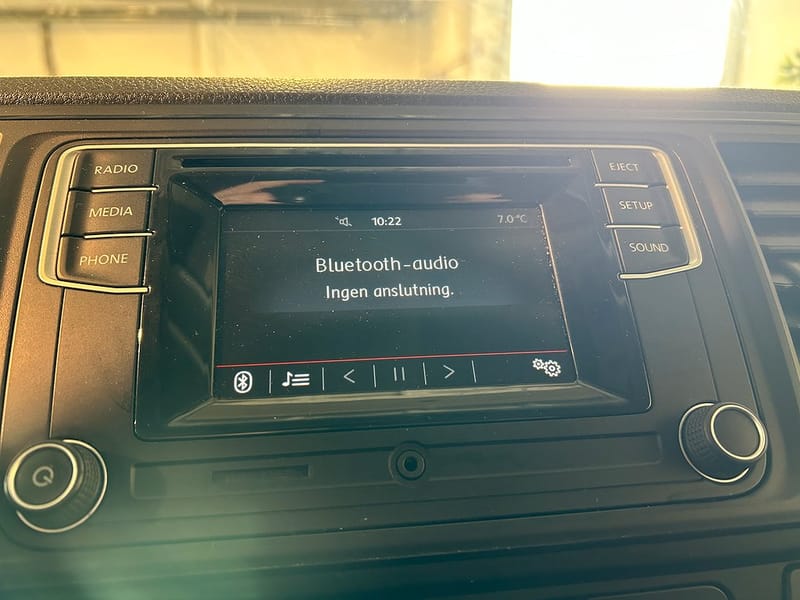 RADIO
MEDIA
PHONE
EJECT
SETUP
SOUND
10:22
7.0°C
Bluetooth-audio
Ingen anslutning.